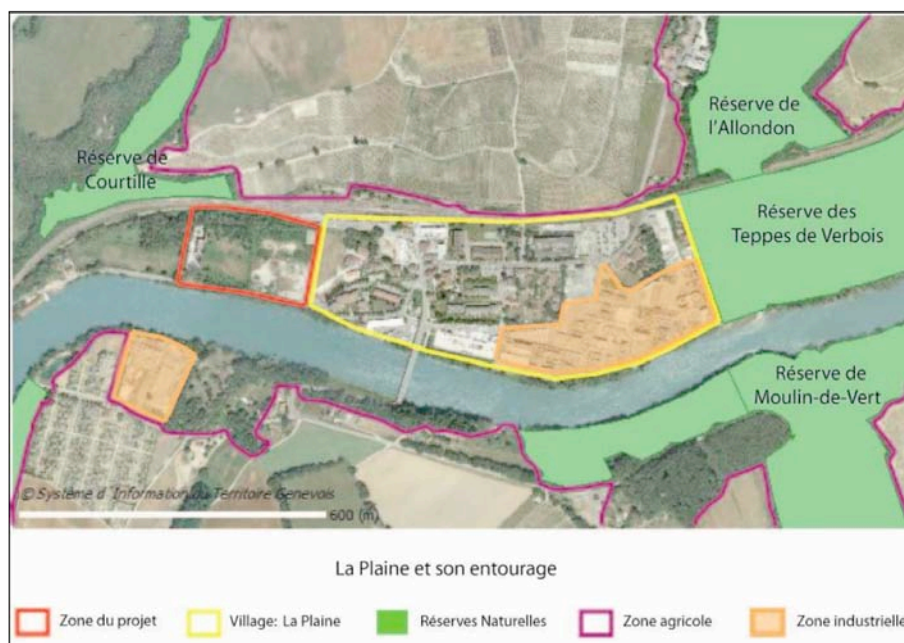 Réserve de
l'Allondon
Réserve de
Courtille
Réserve des
Teppes de Verbois
Réserve de
Moulin-de-Vert
© Système d'Information du Territoire Genevois
600 (m)
La Plaine et son entourage
Zone du projet
Village: La Plaine
Réserves Naturelles
Zone agricole
Zone industrielle